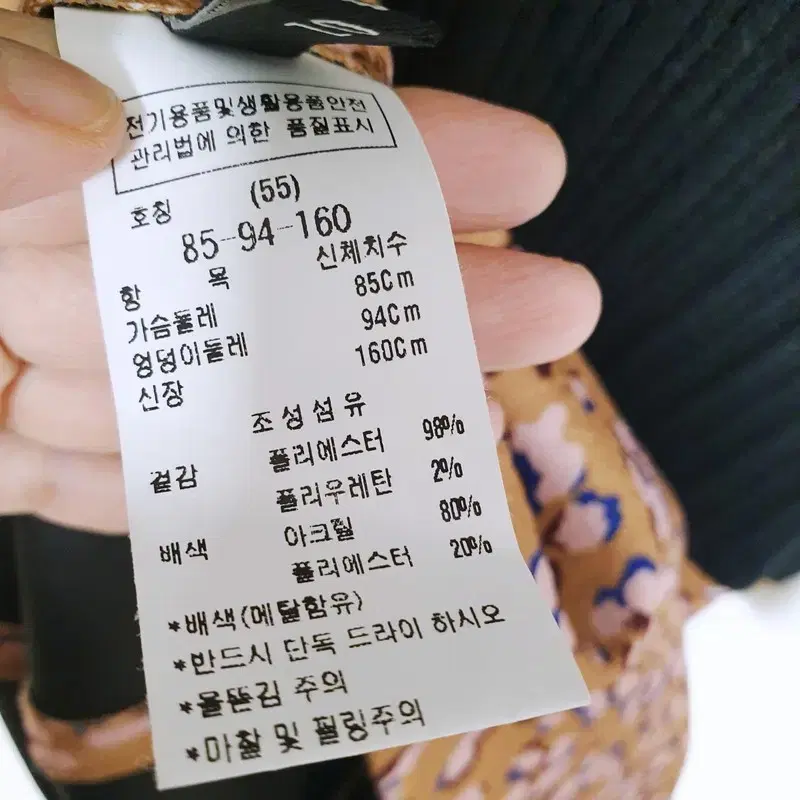 전기용품및생활용품안전
관리법에 의한 품질표시
호칭 (55)
85-94-160
항 목 신체치수
가슴둘레 85Cm
엉덩이둘레 94Cm
신장 160Cm
조성섬유
겉감 폴리에스터 98%
폴리우레탄 2%
배색 아크릴 80%
폴리에스터 20%
*배색(메탈함유)
*반드시 단독 드라이 하시오
*올뜯김 주의
*마찰 및 필링주의